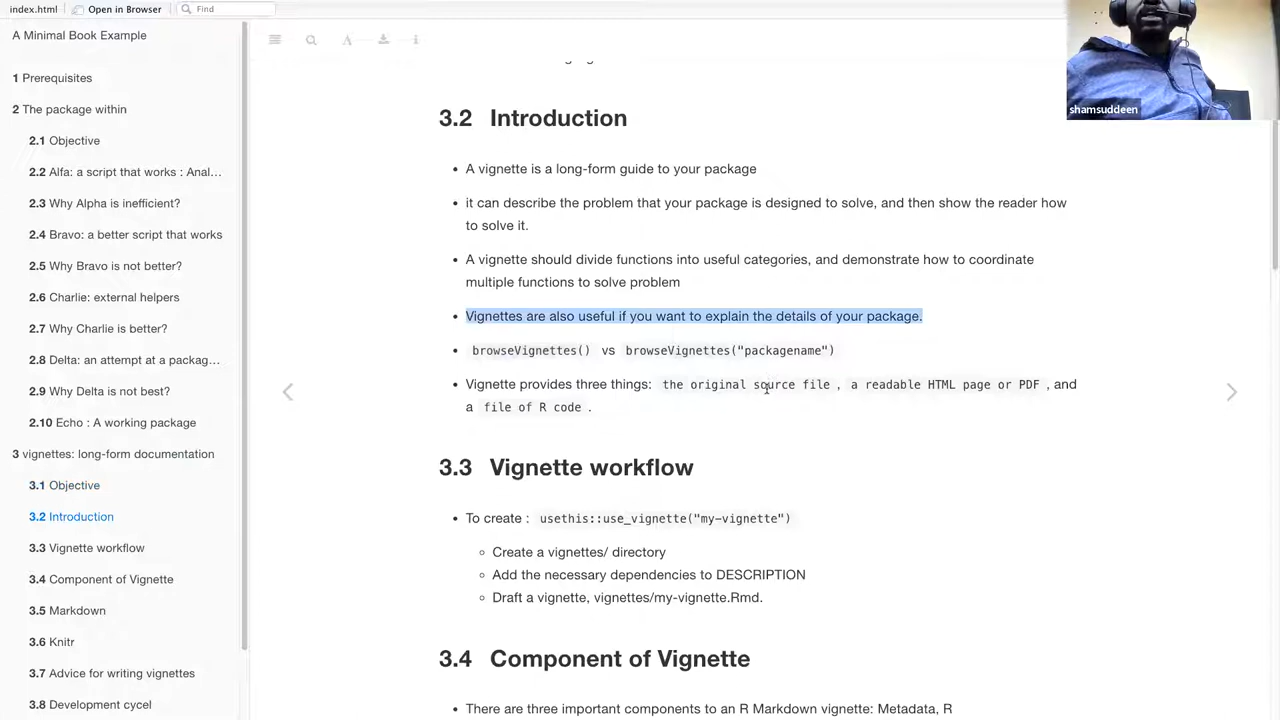 index.html Open in Browser Find
A Minimal Book Example
1 Prerequisites
2 The package within
2.1 Objective
2.2 Alfa: a script that works : Anal…
2.3 Why Alpha is inefficient?
2.4 Bravo: a better script that works
2.5 Why Bravo is not better?
2.6 Charlie: external helpers
2.7 Why Charlie is better?
2.8 Delta: an attempt at a packag…
2.9 Why Delta is not best?
2.10 Echo : A working package
3 vignettes: long-form documentation
3.1 Objective
3.2 Introduction
3.3 Vignette workflow
3.4 Component of Vignette
3.5 Markdown
3.6 Knitr
3.7 Advice for writing vignettes
3.8 Development cycel
3.2 Introduction
• A vignette is a long-form guide to your package
• it can describe the problem that your package is designed to solve, and then show the reader how
to solve it.
• A vignette should divide functions into useful categories, and demonstrate how to coordinate
multiple functions to solve problem
• Vignettes are also useful if you want to explain the details of your package.
• browseVignettes() vs browseVignettes("packagename")
• Vignette provides three things: the original source file , a readable HTML page or PDF , and
a file of R code .
3.3 Vignette workflow
• To create : usethis::use_vignette("my-vignette")
◦ Create a vignettes/ directory
◦ Add the necessary dependencies to DESCRIPTION
◦ Draft a vignette, vignettes/my-vignette.Rmd.
3.4 Component of Vignette
• There are three important components to an R Markdown vignette: Metadata, R
shamsuddeen